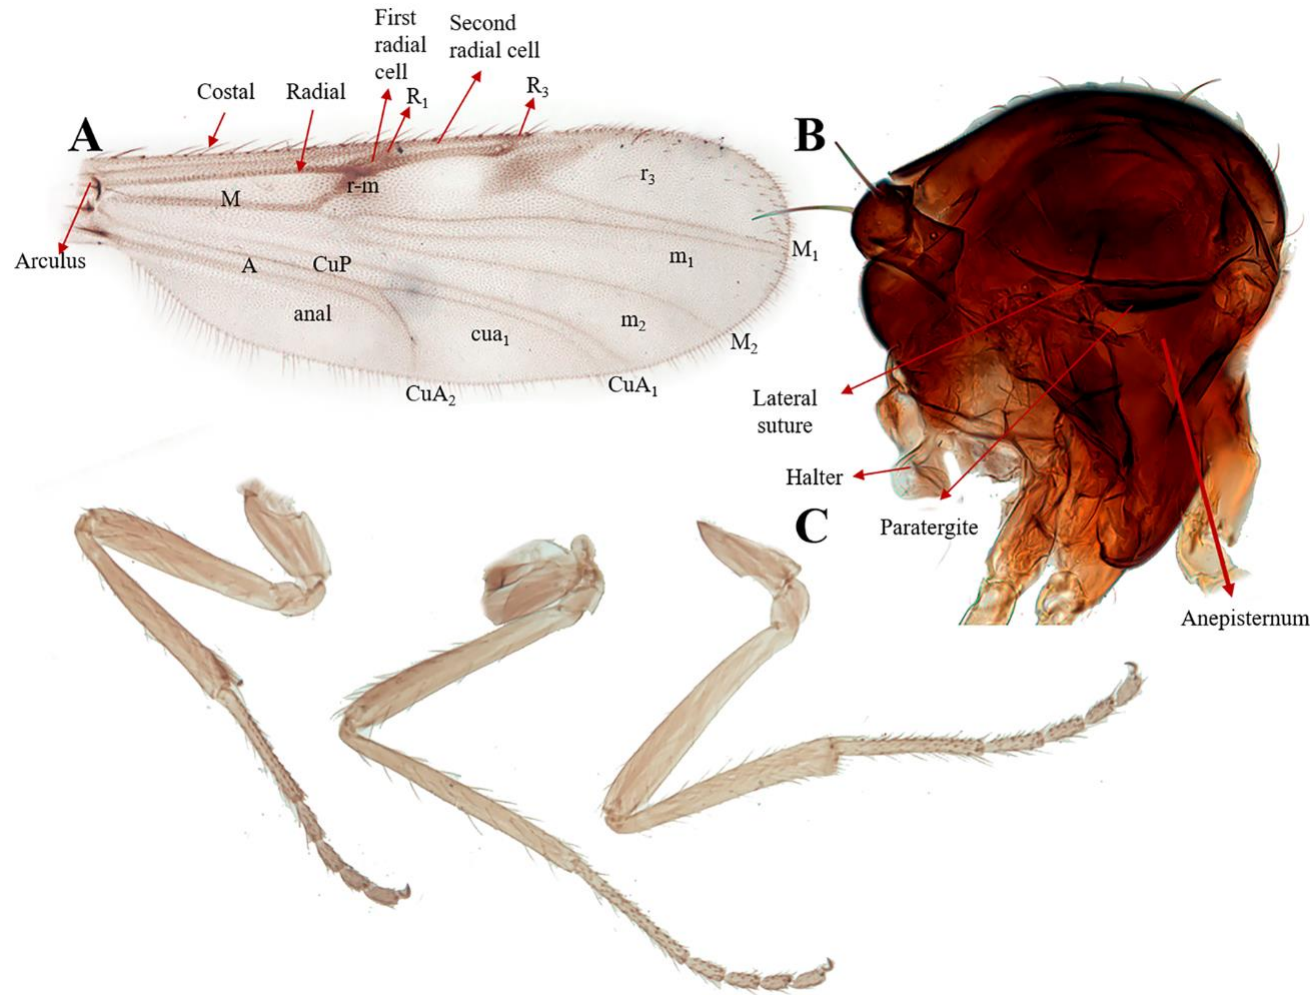 First
radial
cell
Second
radial cell
Costal
Radial
R₁
R₃
A
B
r-m
r₃
M
Arculus
A
CuP
M₁
m₁
anal
cua₁
m₂
M₂
CuA₂
CuA₁
Lateral
suture
Halter
Paratergite
C
Anepisternum